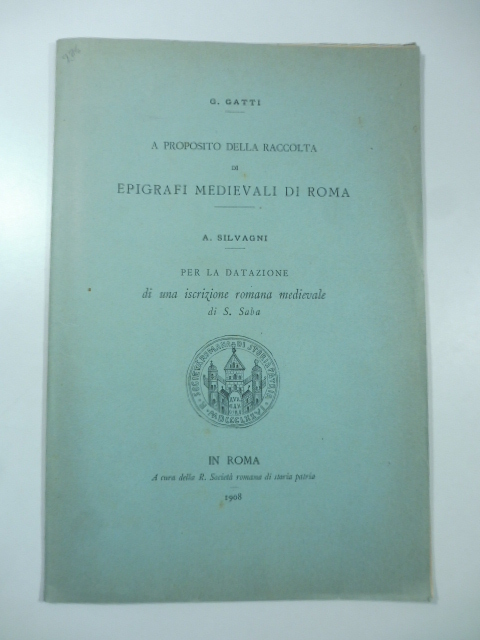 G. GATTI
A PROPOSITO DELLA RACCOLTA
DI
EPIGRAFI MEDIEVALI DI ROMA
A. SILVAGNI
PER LA DATAZIONE
di una iscrizione romana medievale
di S. Saba
IN ROMA
A cura della R. Società romana di storia patria
1908